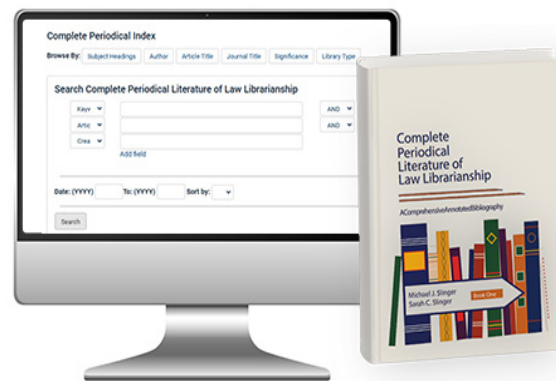 Complete Periodical Index
Browse By: Subject Headings Author Article Title Journal Title Significance Library Type
Search Complete Periodical Literature of Law Librarianship
Keyv AND
Artic AND
Crea
Add field
Date: (YYYY) To: (YYYY) Sort by:
Search
Complete
Periodical
Literature of
Law Librarianship
AComprehensiveAnnotatedBibliography
Michael J. Slinger
Sarah C. Slinger
Book One